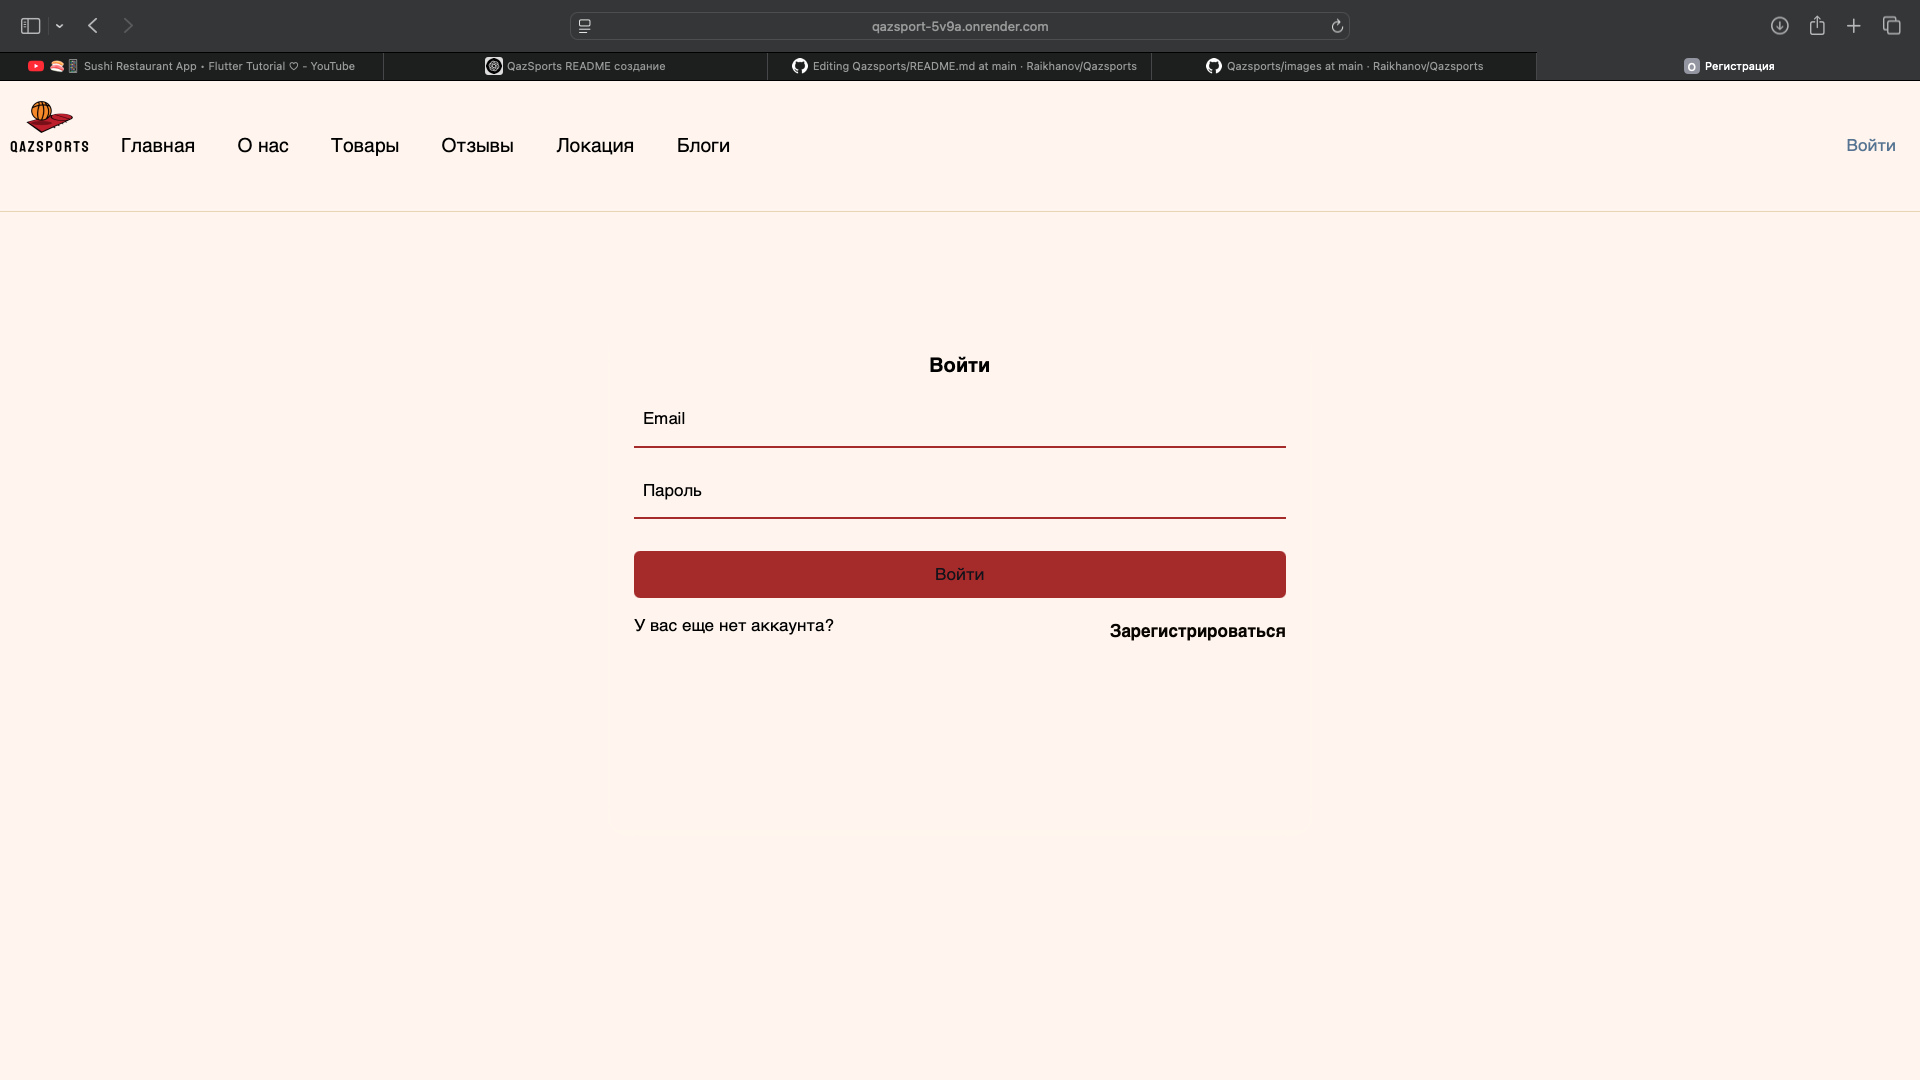 qazsport-5v9a.onrender.com
Sushi Restaurant App • Flutter Tutorial ♡ - YouTube
QazSports README создание
Editing Qazsports/README.md at main · Raikhanov/Qazsports
Qazsports/images at main · Raikhanov/Qazsports
O Регистрация
QAZSPORTS
Главная О нас Товары Отзывы Локация Блоги
Войти
Войти
Email
Пароль
Войти
У вас еще нет аккаунта? Зарегистрироваться